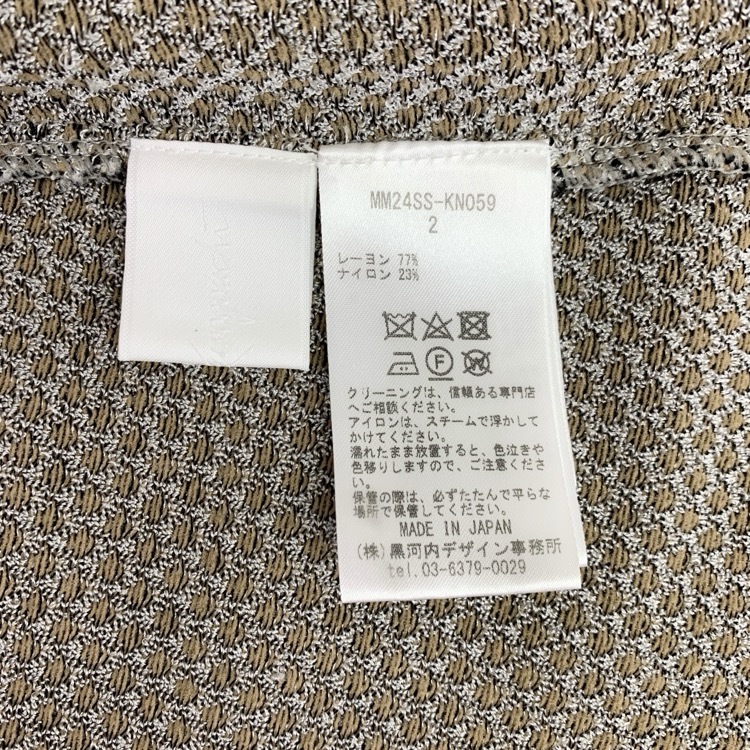 MM24SS-KN059
2
レーヨン 77%
ナイロン 23%
F
クリーニングは、信頼ある専門店
へご相談ください。
アイロンは、スチームで浮かして
かけてください。
濡れたまま放置すると、色泣きや
色移りしますので、ご注意くださ
い。
保管の際は、必ずたたんで平らな
場所で保管してください。
MADE IN JAPAN
(株)黒河内デザイン事務所
tel.03-6379-0029